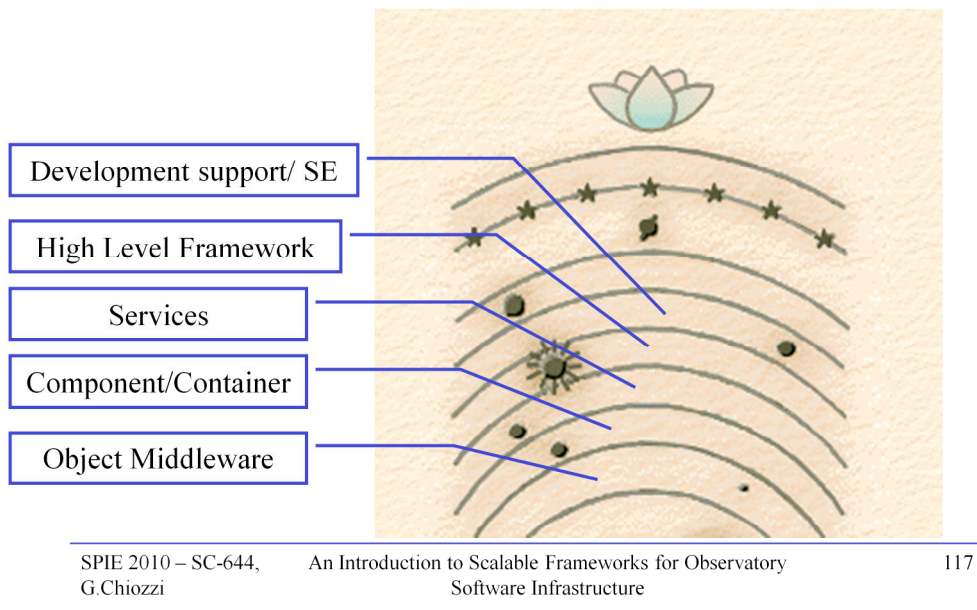 Development support/ SE
High Level Framework
Services
Component/Container
Object Middleware
SPIE 2010 – SC-644,
G.Chiozzi
An Introduction to Scalable Frameworks for Observatory
Software Infrastructure
117